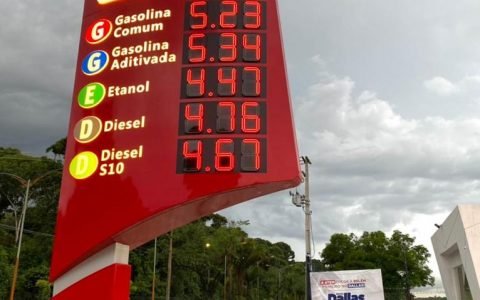 5.23
G Gasolina
Comum
5.34
G Gasolina
Aditivada
4.47
E Etanol
4.76
D Diesel
4.67
D Diesel
S10
Dallas